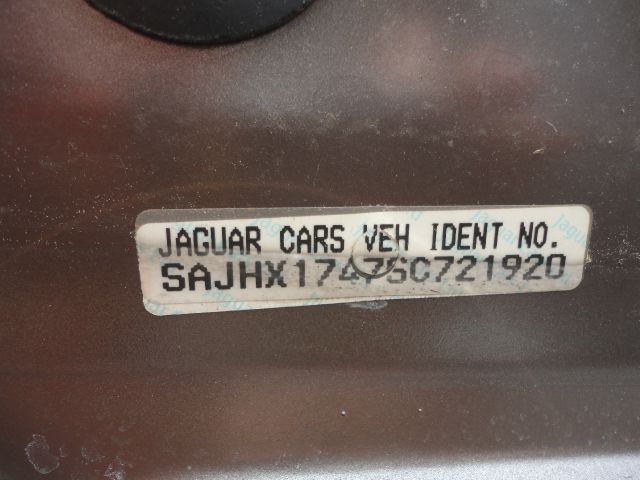 JAGUAR CARS VEH IDENT NO.
SAJHX1747SC721920